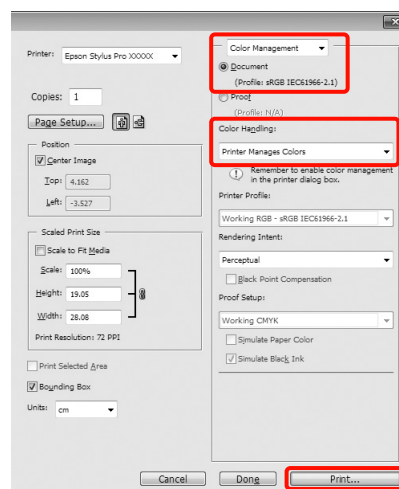 Printer: Epson Stylus Pro XXXXX
Copies: 1
Page Setup...
Position
Center Image
Top: 4.162
Left: -3.527
Scaled Print Size
Scale to Fit Media
Scale: 100%
Height: 19.05
Width: 28.08
Print Resolution: 72 PPI
Print Selected Area
Bounding Box
Units: cm
Color Management
Document
(Profile: sRGB IEC61966-2.1)
Proof
(Profile: N/A)
Color Handling:
Printer Manages Colors
Remember to enable color management
in the printer dialog box.
Printer Profile:
Working RGB - sRGB IEC61966-2.1
Rendering Intent:
Perceptual
Black Point Compensation
Proof Setup:
Working CMYK
Simulate Paper Color
Simulate Black Ink
Cancel
Done
Print...